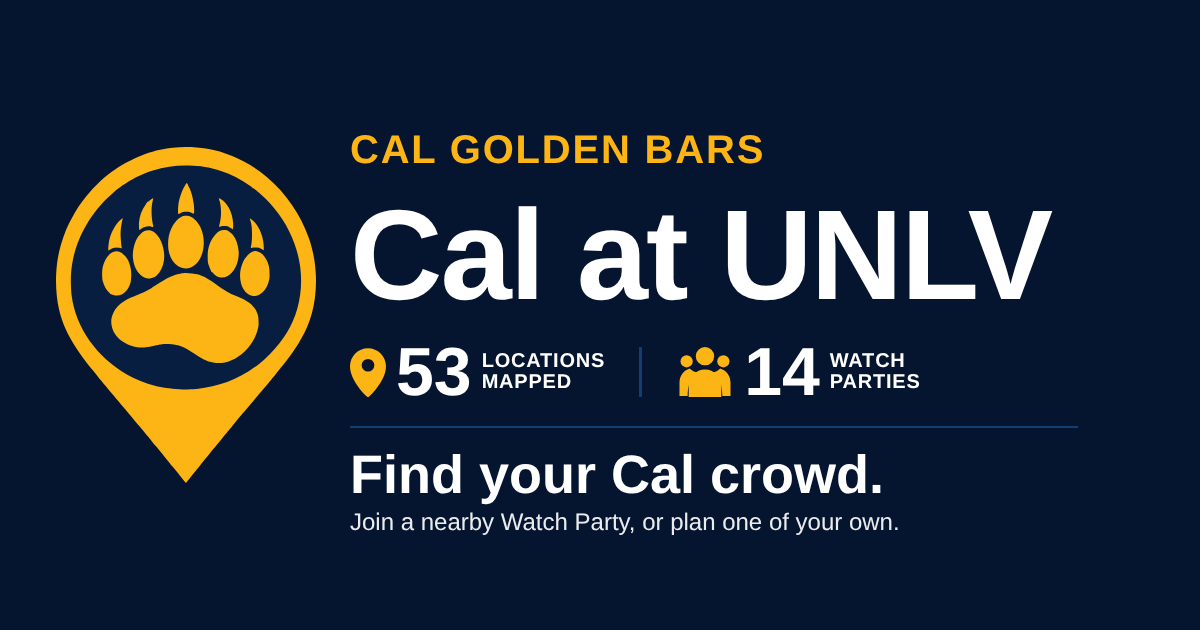 CAL GOLDEN BARS
Cal at UNLV
53 LOCATIONS MAPPED
14 WATCH PARTIES
Find your Cal crowd.
Join a nearby Watch Party, or plan one of your own.